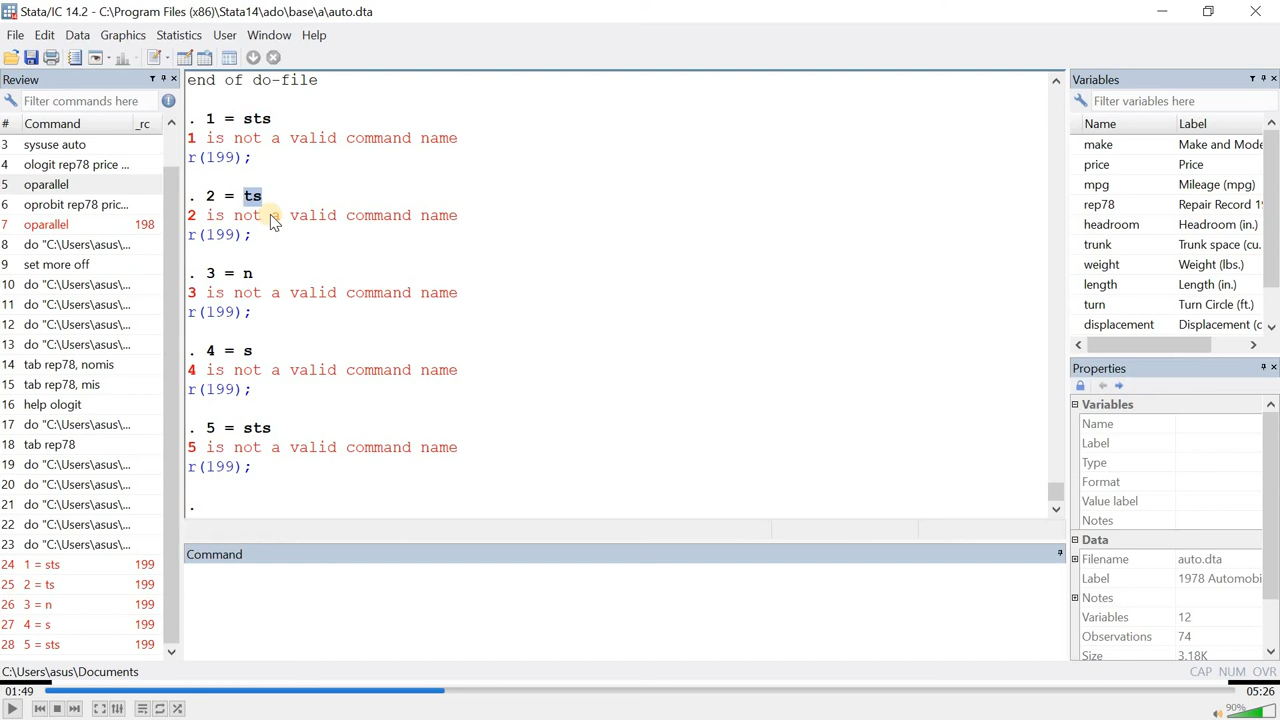 Stata/IC 14.2 - C:\Program Files (x86)\Stata14\ado\base\a\auto.dta
File Edit Data Graphics Statistics User Window Help
Review
Filter commands here
# Command _rc
3 sysuse auto
4 ologit rep78 price ...
5 oparallel
6 oprobit rep78 pric...
7 oparallel 198
8 do "C:\Users\asus\...
9 set more off
10 do "C:\Users\asus\...
11 do "C:\Users\asus\...
12 do "C:\Users\asus\...
13 do "C:\Users\asus\...
14 tab rep78, nomis
15 tab rep78, mis
16 help ologit
17 do "C:\Users\asus\...
18 tab rep78
19 do "C:\Users\asus\...
20 do "C:\Users\asus\...
21 do "C:\Users\asus\...
22 do "C:\Users\asus\...
23 do "C:\Users\asus\...
24 1 = sts 199
25 2 = ts 199
26 3 = n 199
27 4 = s 199
28 5 = sts 199
end of do-file
. 1 = sts
1 is not a valid command name
r(199);
. 2 = ts
2 is not a valid command name
r(199);
. 3 = n
3 is not a valid command name
r(199);
. 4 = s
4 is not a valid command name
r(199);
. 5 = sts
5 is not a valid command name
r(199);
.
Command
Variables
Filter variables here
Name Label
make Make and Mode
price Price
mpg Mileage (mpg)
rep78 Repair Record 1
headroom Headroom (in.)
trunk Trunk space (cu.
weight Weight (lbs.)
length Length (in.)
turn Turn Circle (ft.)
displacement Displacement (c
Properties
Variables
Name
Label
Type
Format
Value label
Notes
Data
Filename auto.dta
Label 1978 Automobi
Notes
Variables 12
Observations 74
Size 3.18K
C:\Users\asus\Documents
CAP NUM OVR
01:49 05:26
90%